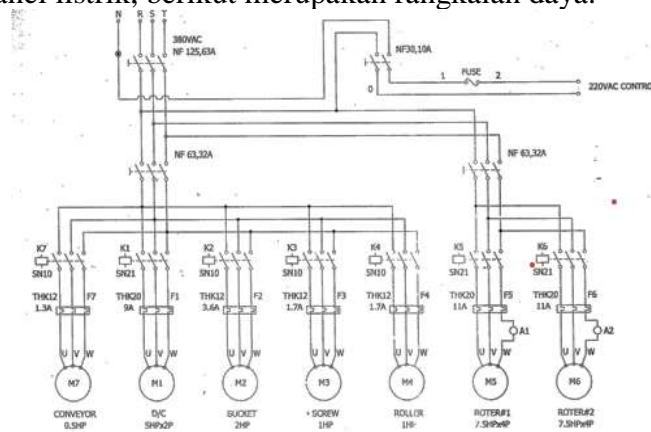 panel listrik, berikut merupakan rangkaian daya.
N R S T
380VAC
NF 125,63A
NF30,10A
1 FUSE 2
0
220VAC CONTRO
NF 63,32A
NF 63,32A
K7 K1 K2 K3 K4 K5 K6
SN10 SN21 SN10 SN10 SN10 SN21 SN21
THK12 F7 THK20 F1 THK12 F2 THK12 F3 THK12 F4 THK20 F5 THK20 F6
1.3A 9A 3.6A 1.7A 1.7A 11A 11A
A1 A2
U V W U V W U V W U V W U V W U V W U V W
M7 M1 M2 M3 M4 M5 M6
CONVEYOR D/C BUCKET SCREW ROLLER ROTER#1 ROTER#2
0.5HP 5HPx2P 2HP 1HP 1HP 7.5HPx4P 7.5HPx4P